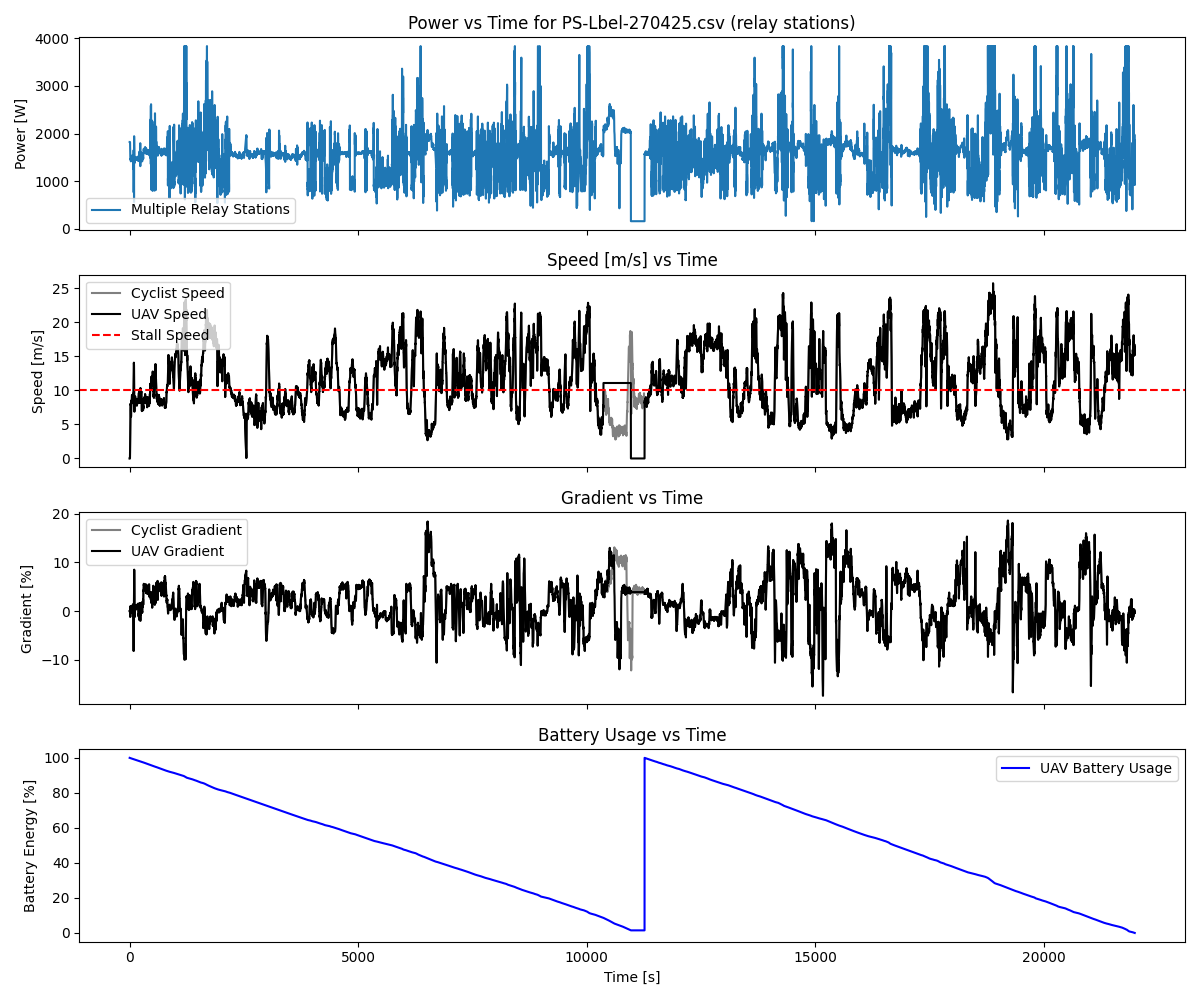 Power vs Time for PS-Lbel-270425.csv (relay stations)
4000
3000
2000
1000
0
Power [W]
Multiple Relay Stations
Speed [m/s] vs Time
25
20
15
10
5
0
Speed [m/s]
Cyclist Speed
UAV Speed
Stall Speed
Gradient vs Time
20
10
0
−10
Gradient [%]
Cyclist Gradient
UAV Gradient
Battery Usage vs Time
100
80
60
40
20
0
Battery Energy [%]
UAV Battery Usage
0 5000 10000 15000 20000
Time [s]